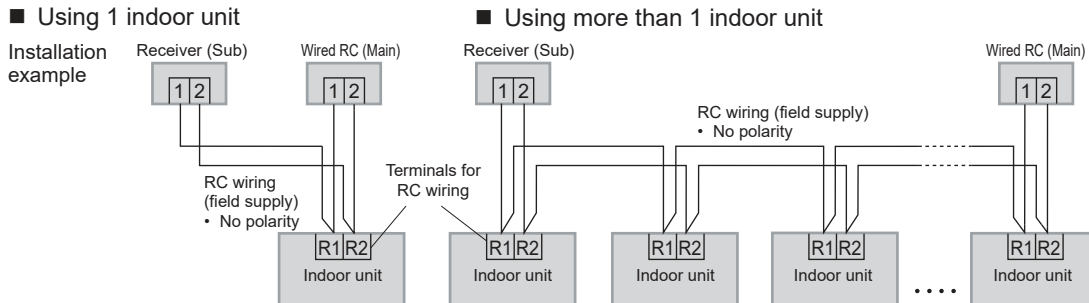 ■ Using 1 indoor unit
■ Using more than 1 indoor unit
Installation
example
Receiver (Sub)
Wired RC (Main)
Receiver (Sub)
Wired RC (Main)
1 2
1 2
1 2
1 2
RC wiring (field supply)
• No polarity
RC wiring
(field supply)
• No polarity
Terminals for
RC wiring
R1 R2
R1 R2
R1 R2
R1 R2
R1 R2
Indoor unit
Indoor unit
Indoor unit
Indoor unit
Indoor unit